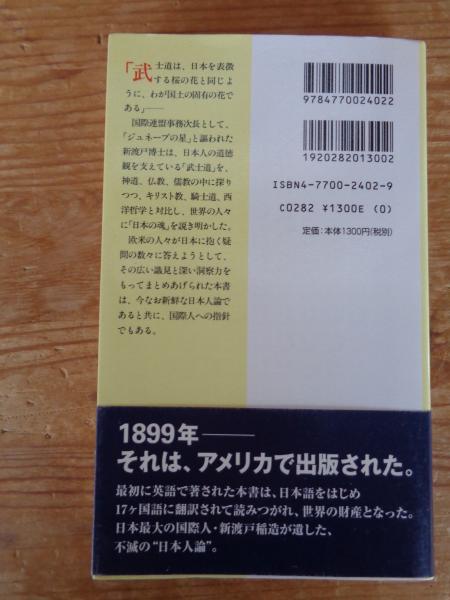 「武士道は、日本を表徴
する桜の花と同じよ
うに、わが国土の固有の花で
ある」――
国際連盟事務次長として、
「ジュネーブの星」と謳われた
新渡戸博士は、日本人の道徳
観を支えている「武士道」を、
神道、仏教、儒教の中に探り
つつ、キリスト教、騎士道、西
洋哲学と対比し、世界の人々
に「日本の魂」を説き明かした。
欧米の人々が日本に抱く疑
問の数々に答えようとして、
その広い識見と深い洞察力を
もってまとめあげられた本書
は、今なお新鮮な日本人論で
あると共に、国際人への指針
でもある。
9784770024022
1920282013002
ISBN4-7700-2402-9
C0282 ¥1300E (0)
定価：本体1300円(税別)
1899年――
それは、アメリカで出版された。
最初に英語で著された本書は、日本語をはじめ
17ヶ国語に翻訳されて読みつがれ、世界の財産となった。
日本最大の国際人・新渡戸稲造が遺した、
不滅の“日本人論”。